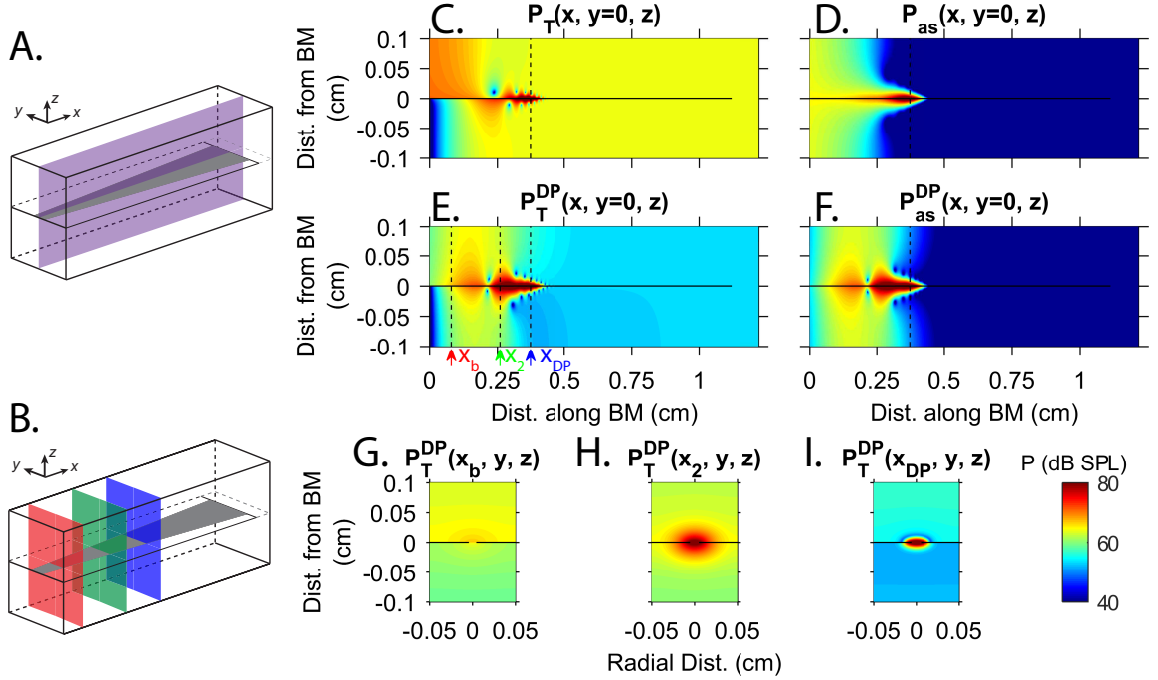 A.
z
y
x
B.
z
y
x
C. P_T(x, y=0, z)
Dist. from BM (cm)
0.1
0.05
0
-0.05
-0.1
D. P_as(x, y=0, z)
E. P_T^DP(x, y=0, z)
Dist. from BM (cm)
0.1
0.05
0
-0.05
-0.1
x_b
x_2
x_DP
0 0.25 0.5 0.75 1
Dist. along BM (cm)
F. P_as^DP(x, y=0, z)
0 0.25 0.5 0.75 1
Dist. along BM (cm)
G. P_T^DP(x_b, y, z)
Dist. from BM (cm)
0.1
0.05
0
-0.05
-0.1
-0.05 0 0.05
H. P_T^DP(x_2, y, z)
-0.05 0 0.05
Radial Dist. (cm)
I. P_T^DP(x_DP, y, z)
-0.05 0 0.05
P (dB SPL)
80
60
40